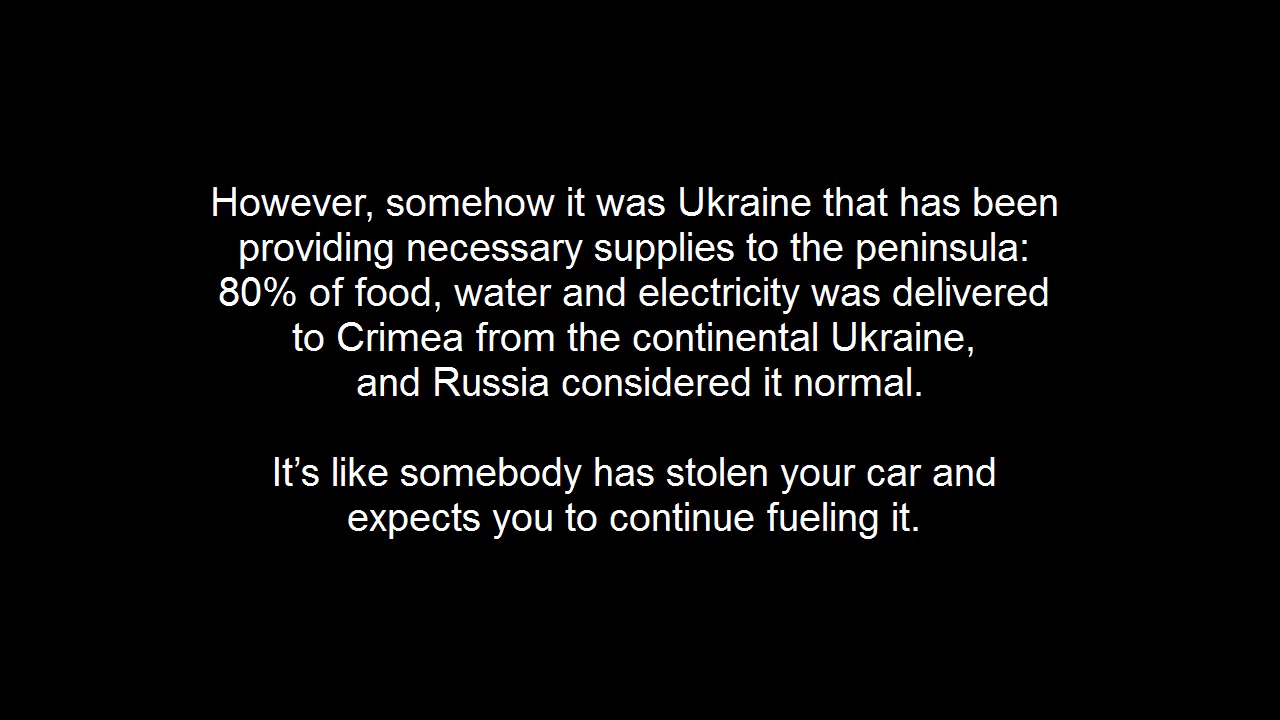 However, somehow it was Ukraine that has been
providing necessary supplies to the peninsula:
80% of food, water and electricity was delivered
to Crimea from the continental Ukraine,
and Russia considered it normal.
It’s like somebody has stolen your car and
expects you to continue fueling it.